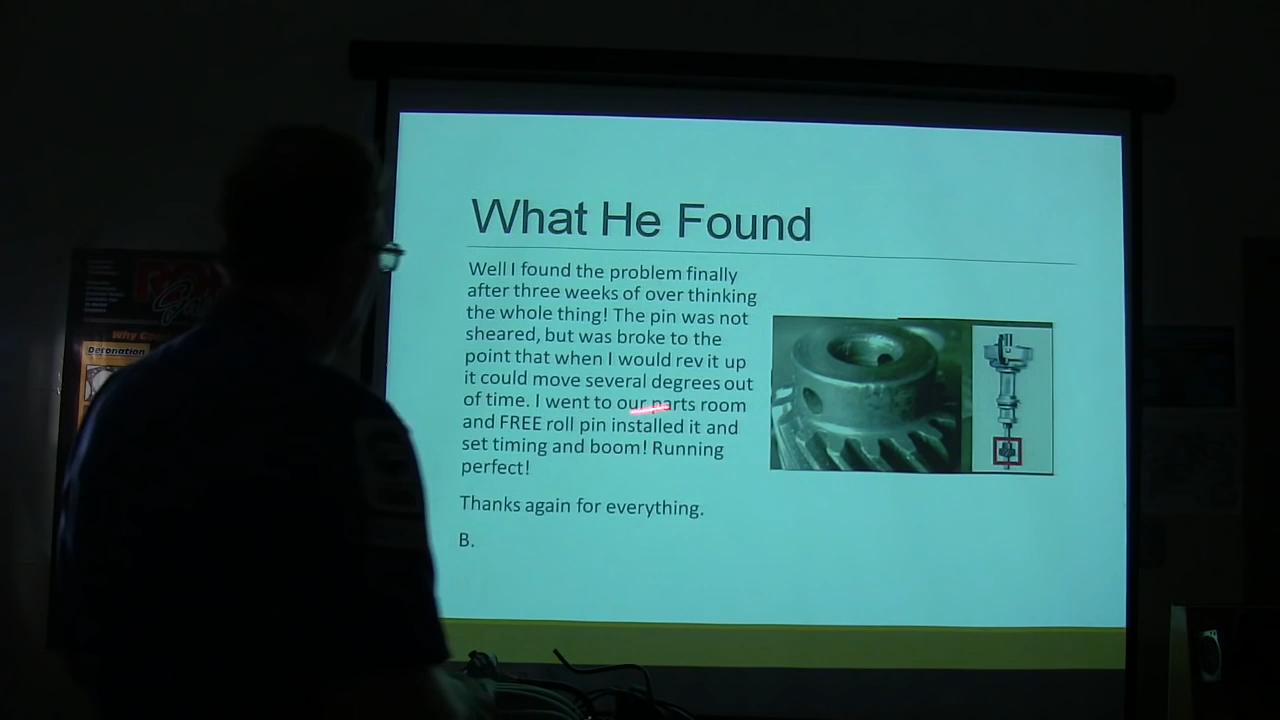 What He Found
Well I found the problem finally
after three weeks of over thinking
the whole thing! The pin was not
sheared, but was broke to the
point that when I would rev it up
it could move several degrees out
of time. I went to our parts room
and FREE roll pin installed it and
set timing and boom! Running
perfect!
Thanks again for everything.
B.
Why
Detonation